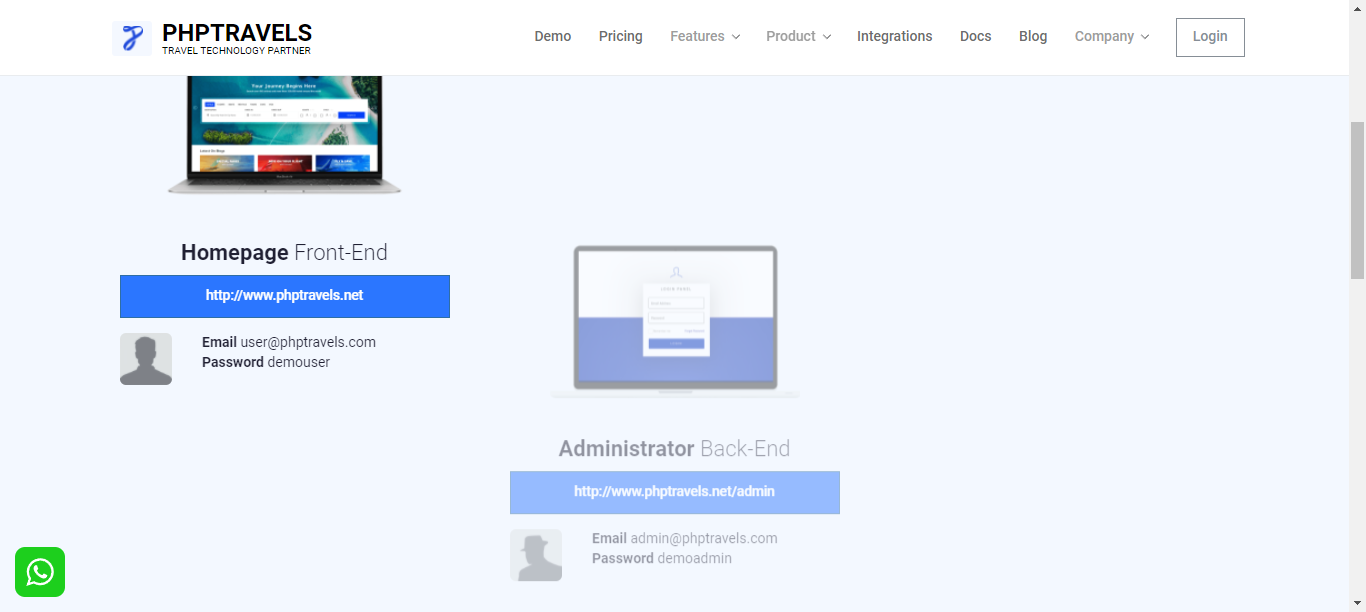 PHPTRAVELS
TRAVEL TECHNOLOGY PARTNER
Demo Pricing Features Product Integrations Docs Blog Company Login
Your Journey Begins Here
Homepage Front-End
http://www.phptravels.net
Email user@phptravels.com
Password demouser
LOGIN PANEL
Administrator Back-End
http://www.phptravels.net/admin
Email admin@phptravels.com
Password demoadmin